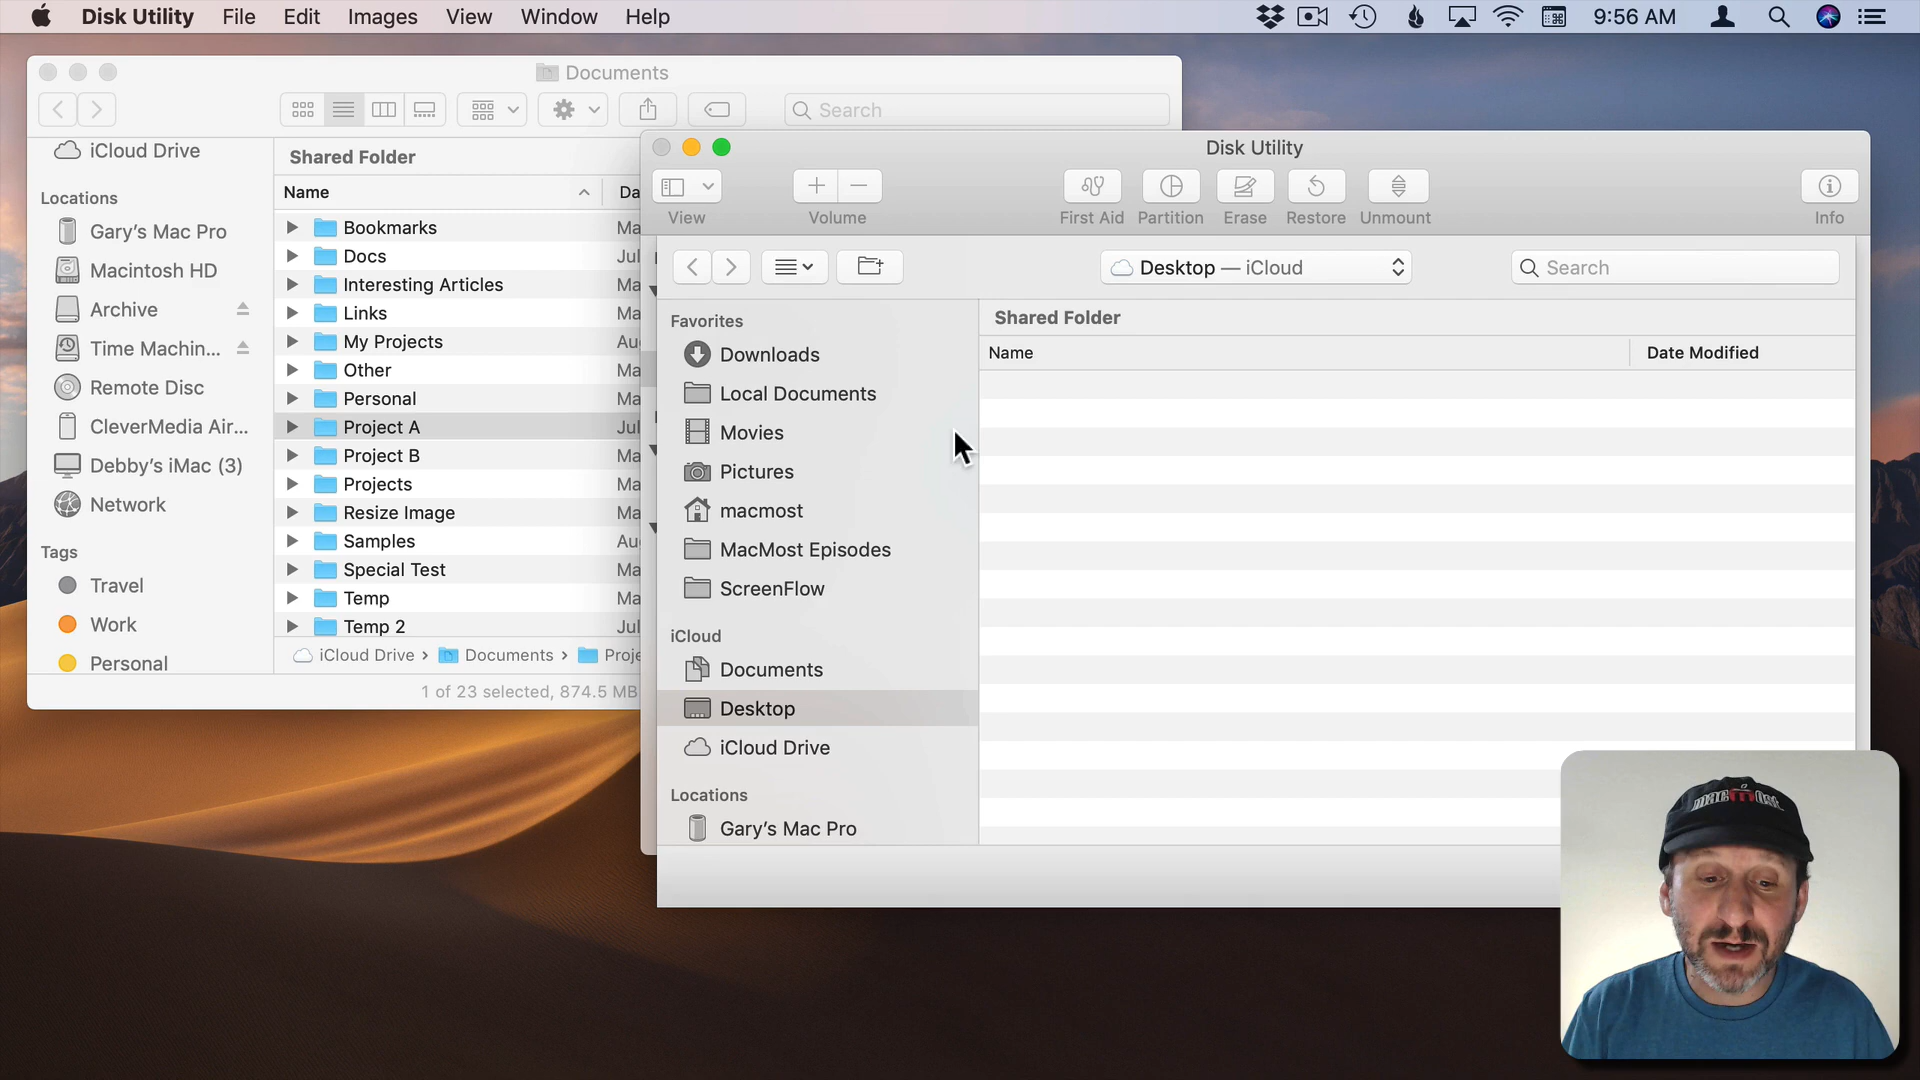 Disk Utility File Edit Images View Window Help 9:56 AM
Documents
Search
iCloud Drive
Locations
Gary's Mac Pro
Macintosh HD
Archive
Time Machin...
Remote Disc
CleverMedia Air...
Debby's iMac (3)
Network
Tags
Travel
Work
Personal
Shared Folder
Name Da
Bookmarks Ma
Docs Jul
Interesting Articles Ma
Links Ma
My Projects Au
Other Ma
Personal Ma
Project A Jul
Project B Ma
Projects Ma
Resize Image Ma
Samples Au
Special Test Ma
Temp Ma
Temp 2 Jul
iCloud Drive › Documents › Proje
1 of 23 selected, 874.5 MB
Disk Utility
View Volume First Aid Partition Erase Restore Unmount Info
Desktop — iCloud Search
Favorites
Downloads
Local Documents
Movies
Pictures
macmost
MacMost Episodes
ScreenFlow
iCloud
Documents
Desktop
iCloud Drive
Locations
Gary's Mac Pro
Shared Folder
Name Date Modified
macmost